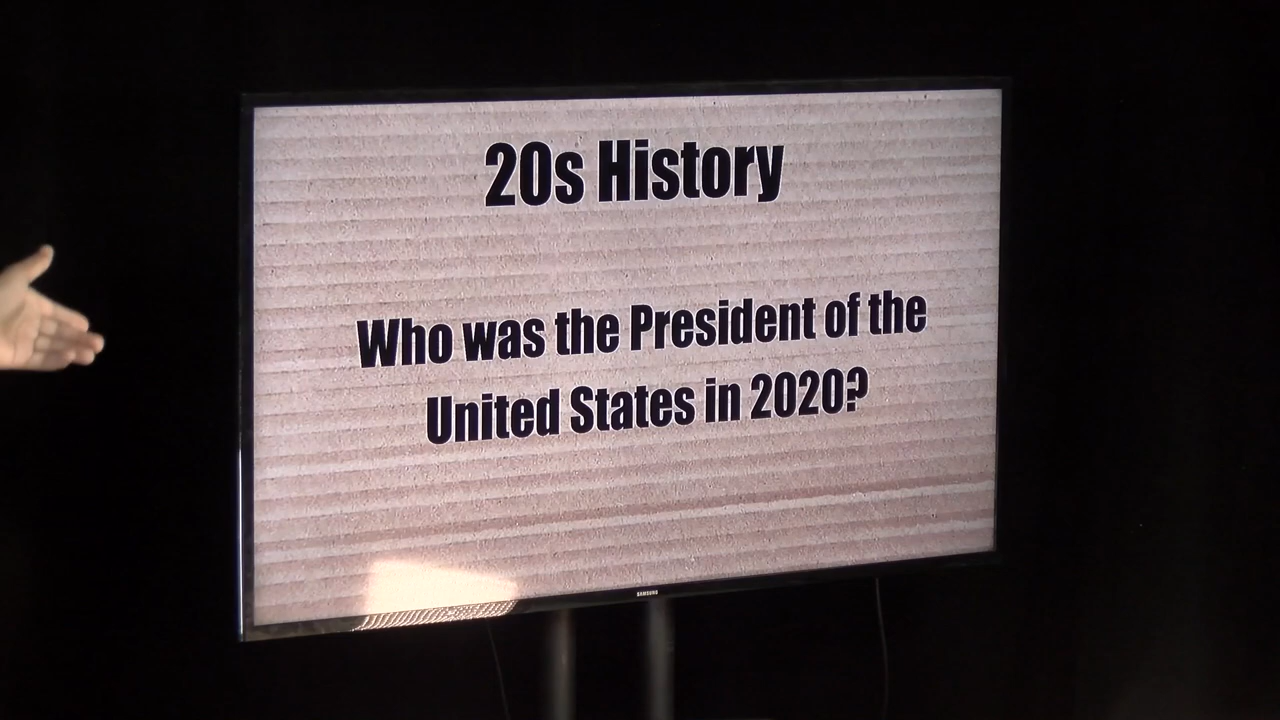 20s History
Who was the President of the
United States in 2020?
SAMSUNG